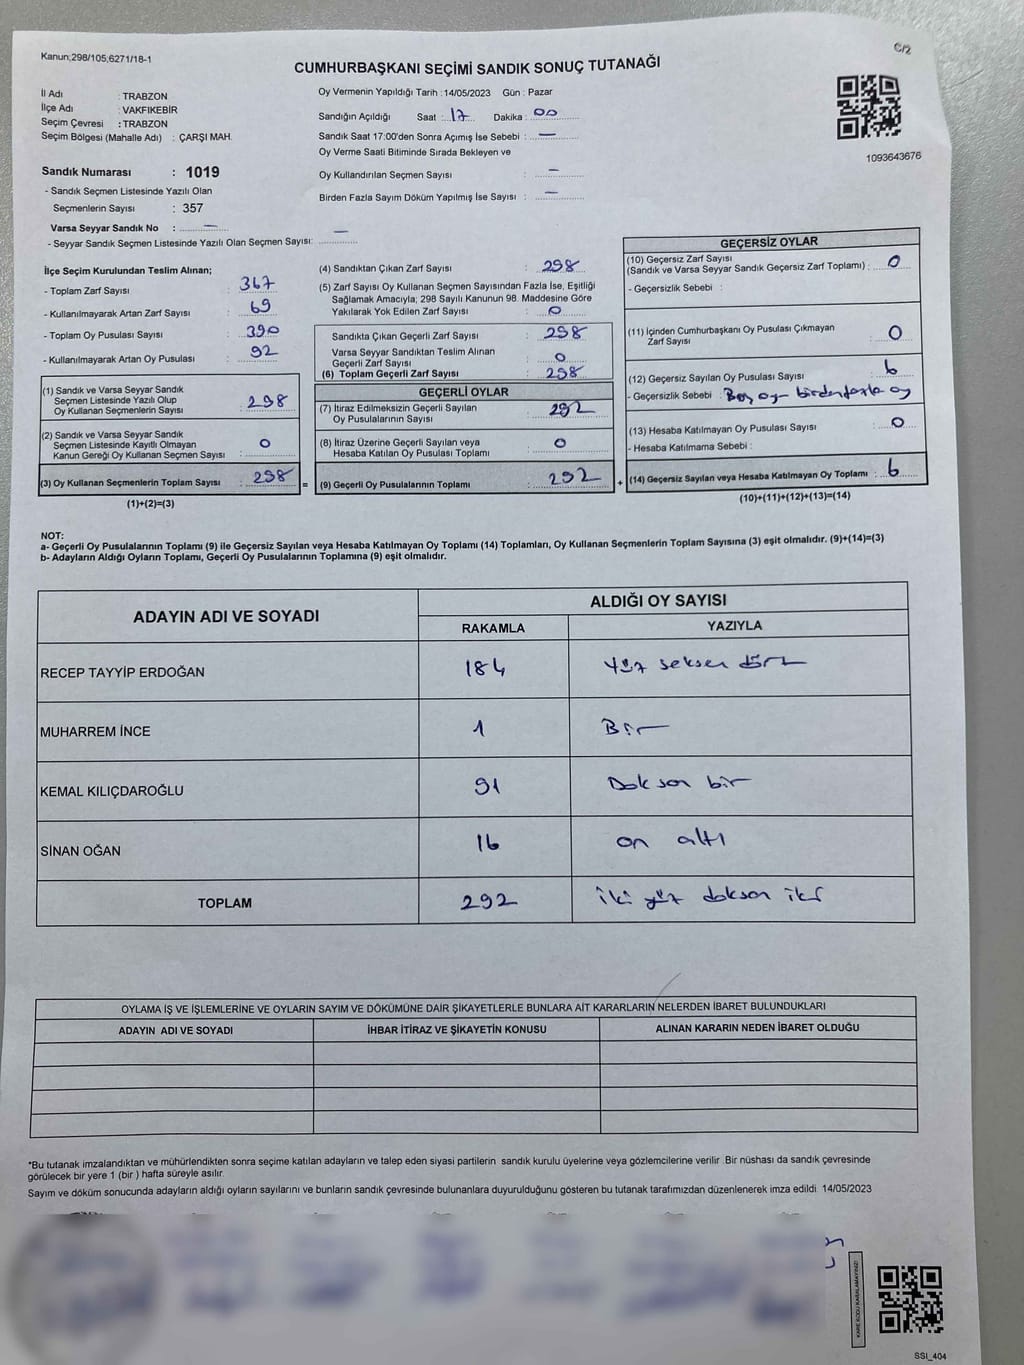 Kanun;298/105;6271/18-1
C/2
CUMHURBAŞKANI SEÇİMİ SANDIK SONUÇ TUTANAĞI
İl Adı : TRABZON
İlçe Adı : VAKFIKEBİR
Seçim Çevresi : TRABZON
Seçim Bölgesi (Mahalle Adı) : ÇARŞI MAH.
Sandık Numarası : 1019
- Sandık Seçmen Listesinde Yazılı Olan
Seçmenlerin Sayısı : 357
Varsa Seyyar Sandık No : —
- Seyyar Sandık Seçmen Listesinde Yazılı Olan Seçmen Sayısı: —
Oy Vermenin Yapıldığı Tarih :14/05/2023 Gün : Pazar
Sandığın Açıldığı Saat : 17 Dakika : 00
Sandık Saat 17:00'den Sonra Açımış İse Sebebi : —
Oy Verme Saati Bitiminde Sırada Bekleyen ve
Oy Kullandırılan Seçmen Sayısı : —
Birden Fazla Sayım Döküm Yapılmış İse Sayısı : —
1093643676
İlçe Seçim Kurulundan Teslim Alınan;
- Toplam Zarf Sayısı : 367
- Kullanılmayarak Artan Zarf Sayısı : 69
- Toplam Oy Pusulası Sayısı : 390
- Kullanılmayarak Artan Oy Pusulası : 92
(1) Sandık ve Varsa Seyyar Sandık
Seçmen Listesinde Yazılı Olup
Oy Kullanan Seçmenlerin Sayısı : 298
(2) Sandık ve Varsa Seyyar Sandık
Seçmen Listesinde Kayıtlı Olmayan
Kanun Gereği Oy Kullanan Seçmen Sayısı : 0
(3) Oy Kullanan Seçmenlerin Toplam Sayısı : 298 =
(1)+(2)=(3)
(4) Sandıktan Çıkan Zarf Sayısı : 298
(5) Zarf Sayısı Oy Kullanan Seçmen Sayısından Fazla İse, Eşitliği
Sağlamak Amacıyla; 298 Sayılı Kanunun 98. Maddesine Göre
Yakılarak Yok Edilen Zarf Sayısı : 0
Sandıkta Çıkan Geçerli Zarf Sayısı : 298
Varsa Seyyar Sandıktan Teslim Alınan
Geçerli Zarf Sayısı : 0
(6) Toplam Geçerli Zarf Sayısı : 298
GEÇERLİ OYLAR
(7) İtiraz Edilmeksizin Geçerli Sayılan
Oy Pusulasının Sayısı : 292
(8) İtiraz Üzerine Geçerli Sayılan veya
Hesaba Katılan Oy Pusulası Toplamı : 0
(9) Geçerli Oy Pusulalarının Toplamı : 292 +
GEÇERSİZ OYLAR
(10) Geçersiz Zarf Sayısı
(Sandık ve Varsa Seyyar Sandık Geçersiz Zarf Toplamı) : 0
- Geçersizlik Sebebi :
(11) İçinden Cumhurbaşkanı Oy Pusulası Çıkmayan
Zarf Sayısı : 0
(12) Geçersiz Sayılan Oy Pusulası Sayısı : 6
- Geçersizlik Sebebi : Boş oy birden fazla oy
(13) Hesaba Katılmayan Oy Pusulası Sayısı : 0
- Hesaba Katılmama Sebebi :
(14) Geçersiz Sayılan veya Hesaba Katılmayan Oy Toplamı : 6
(10)+(11)+(12)+(13)=(14)
NOT:
a- Geçerli Oy Pusulalarının Toplamı (9) ile Geçersiz Sayılan veya Hesaba Katılmayan Oy Toplamı (14) Toplamları, Oy Kullanan Seçmenlerin Toplam Sayısına (3) eşit olmalıdır. (9)+(14)=(3)
b- Adayların Aldığı Oyların Toplamı, Geçerli Oy Pusulalarının Toplamına (9) eşit olmalıdır.
ADAYIN ADI VE SOYADI ALDIĞI OY SAYISI
RAKAMLA YAZIYLA
RECEP TAYYİP ERDOĞAN 184 Yüz seksen dört
MUHARREM İNCE 1 Bir
KEMAL KILIÇDAROĞLU 91 Doksan bir
SİNAN OĞAN 16 on altı
TOPLAM 292 iki yüz doksan iki
OYLAMA İŞ VE İŞLEMLERİNE VE OYLARIN SAYIM VE DÖKÜMÜNE DAİR ŞİKAYETLERLE BUNLARA AİT KARARLARIN NELERDEN İBARET BULUNDUKLARI
ADAYIN ADI VE SOYADI İHBAR İTİRAZ VE ŞİKAYETİN KONUSU ALINAN KARARIN NEDEN İBARET OLDUĞU
*Bu tutanak imzalandıktan ve mühürlendikten sonra seçime katılan adayların ve talep eden siyasi partilerin sandık kurulu üyelerine veya gözlemcilerine verilir .Bir nüshası da sandık çevresinde
görülecek bir yere 1 (bir ) hafta süreyle asılır.
Sayım ve döküm sonucunda adayların aldığı oyların sayılarını ve bunların sandık çevresinde bulunanlara duyurulduğunu gösteren bu tutanak tarafımızdan düzenlenerek imza edildi 14/05/2023
KARE KODU KARALAMAYINIZ!
SSI_404